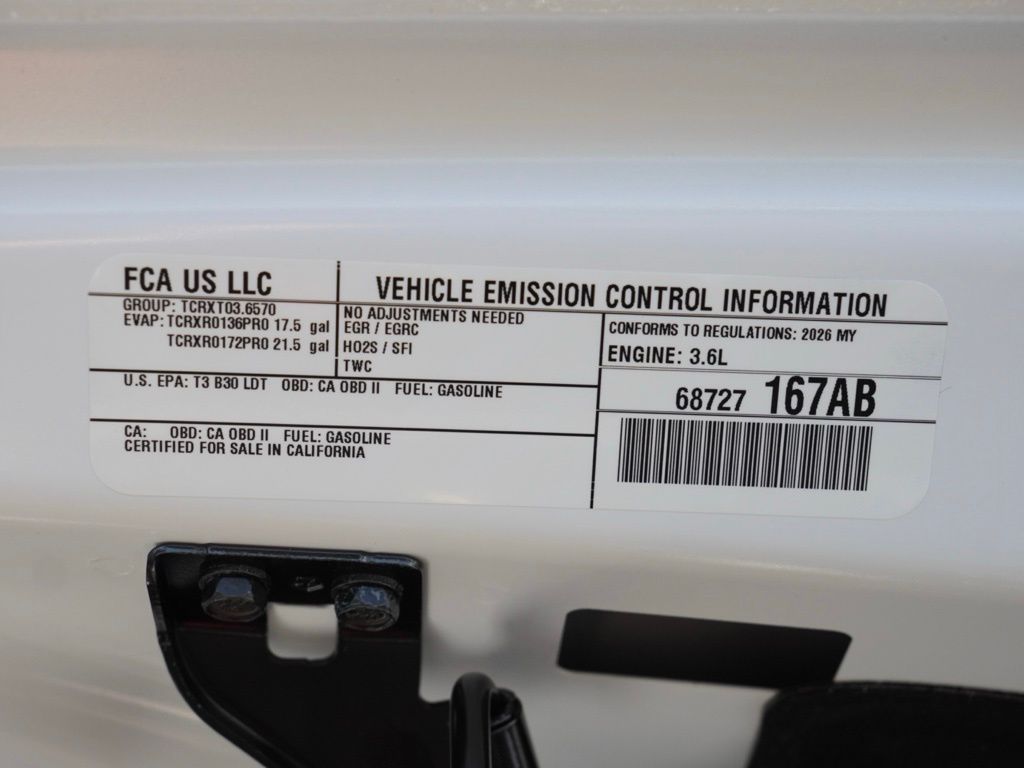 FCA US LLC
VEHICLE EMISSION CONTROL INFORMATION
GROUP: TCRXT03.6570
EVAP: TCRXR0136PR0 17.5 gal
TCRXR0172PR0 21.5 gal
NO ADJUSTMENTS NEEDED
EGR / EGRC
HO2S / SFI
TWC
CONFORMS TO REGULATIONS: 2026 MY
ENGINE: 3.6L
U.S. EPA: T3 B30 LDT OBD: CA OBD II FUEL: GASOLINE
68727 167AB
CA: OBD: CA OBD II FUEL: GASOLINE
CERTIFIED FOR SALE IN CALIFORNIA